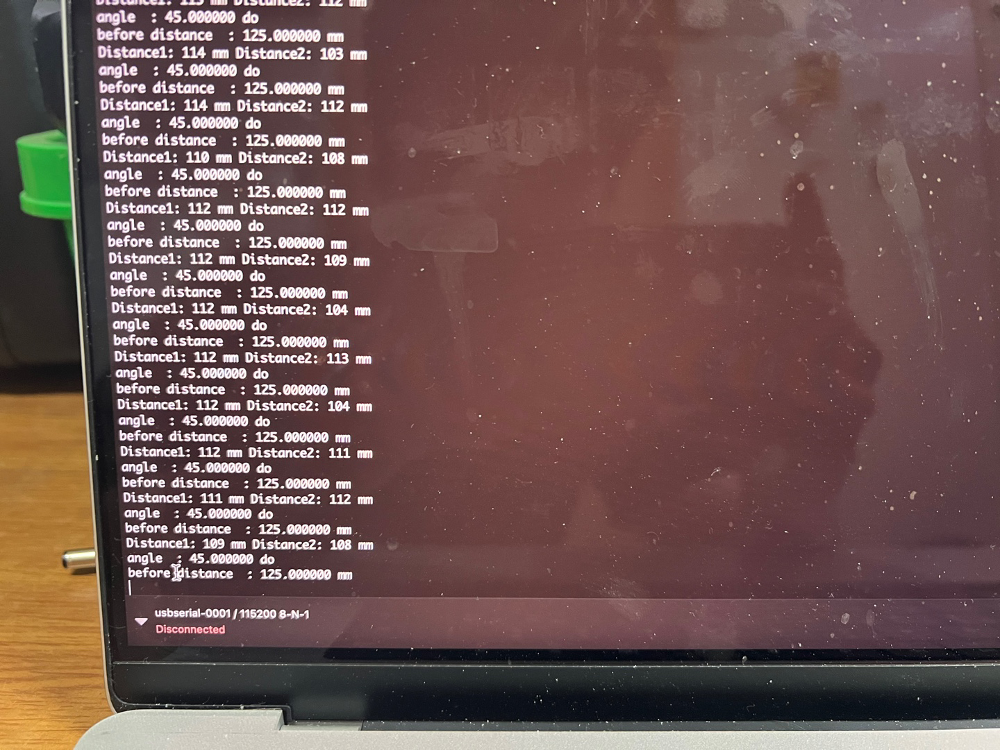 Distance1: 113 mm Distance2: 112 mm
angle  : 45.000000 do
before distance  : 125.000000 mm
Distance1: 114 mm Distance2: 103 mm
angle  : 45.000000 do
before distance  : 125.000000 mm
Distance1: 114 mm Distance2: 112 mm
angle  : 45.000000 do
before distance  : 125.000000 mm
Distance1: 110 mm Distance2: 108 mm
angle  : 45.000000 do
before distance  : 125.000000 mm
Distance1: 112 mm Distance2: 112 mm
angle  : 45.000000 do
before distance  : 125.000000 mm
Distance1: 112 mm Distance2: 109 mm
angle  : 45.000000 do
before distance  : 125.000000 mm
Distance1: 112 mm Distance2: 104 mm
angle  : 45.000000 do
before distance  : 125.000000 mm
Distance1: 112 mm Distance2: 113 mm
angle  : 45.000000 do
before distance  : 125.000000 mm
Distance1: 112 mm Distance2: 104 mm
angle  : 45.000000 do
before distance  : 125.000000 mm
Distance1: 112 mm Distance2: 111 mm
angle  : 45.000000 do
before distance  : 125.000000 mm
Distance1: 111 mm Distance2: 112 mm
angle  : 45.000000 do
before distance  : 125.000000 mm
Distance1: 109 mm Distance2: 108 mm
angle  : 45.000000 do
before distance  : 125.000000 mm
usbserial-0001 / 115200 8-N-1
Disconnected